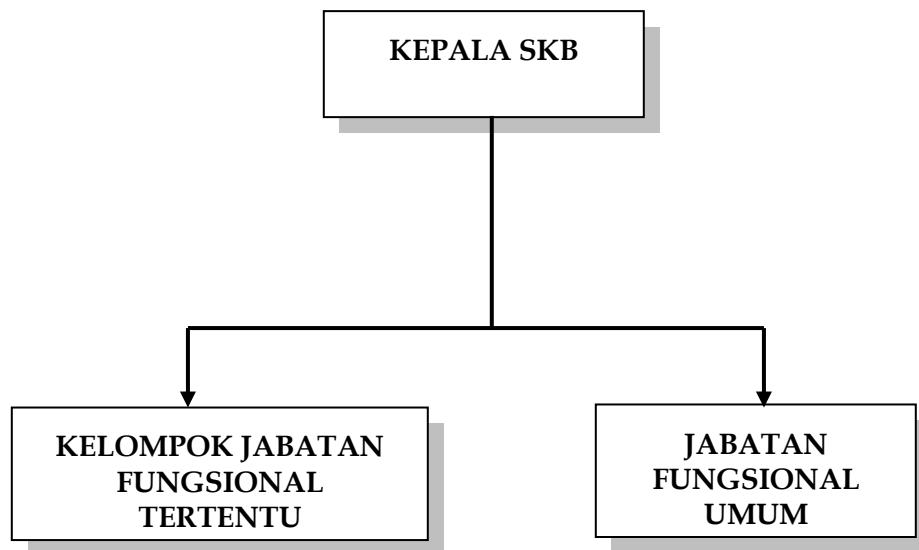 KEPALA SKB
KELOMPOK JABATAN
FUNGSIONAL
TERTENTU
JABATAN
FUNGSIONAL
UMUM